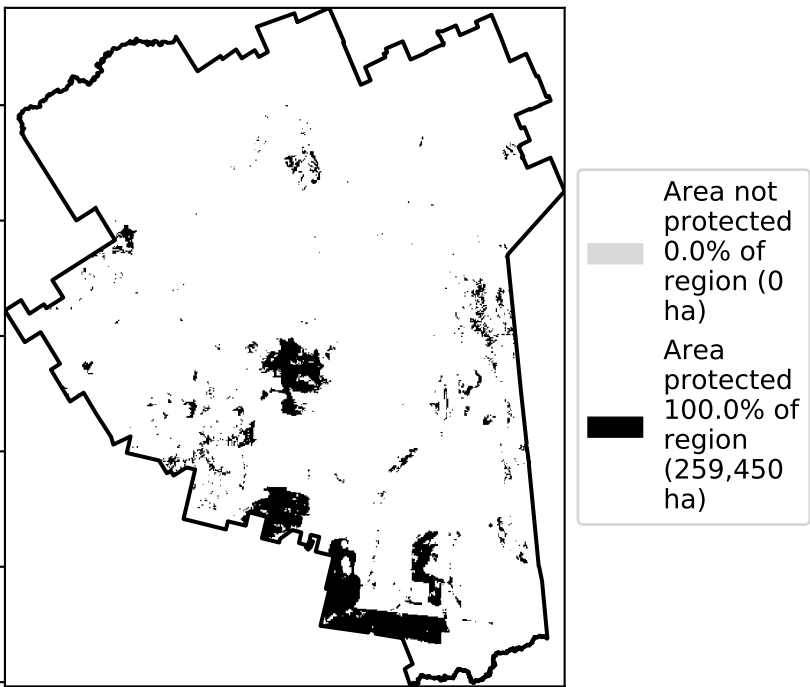 Area not
protected
0.0% of
region (0
ha)
Area
protected
100.0% of
region
(259,450
ha)